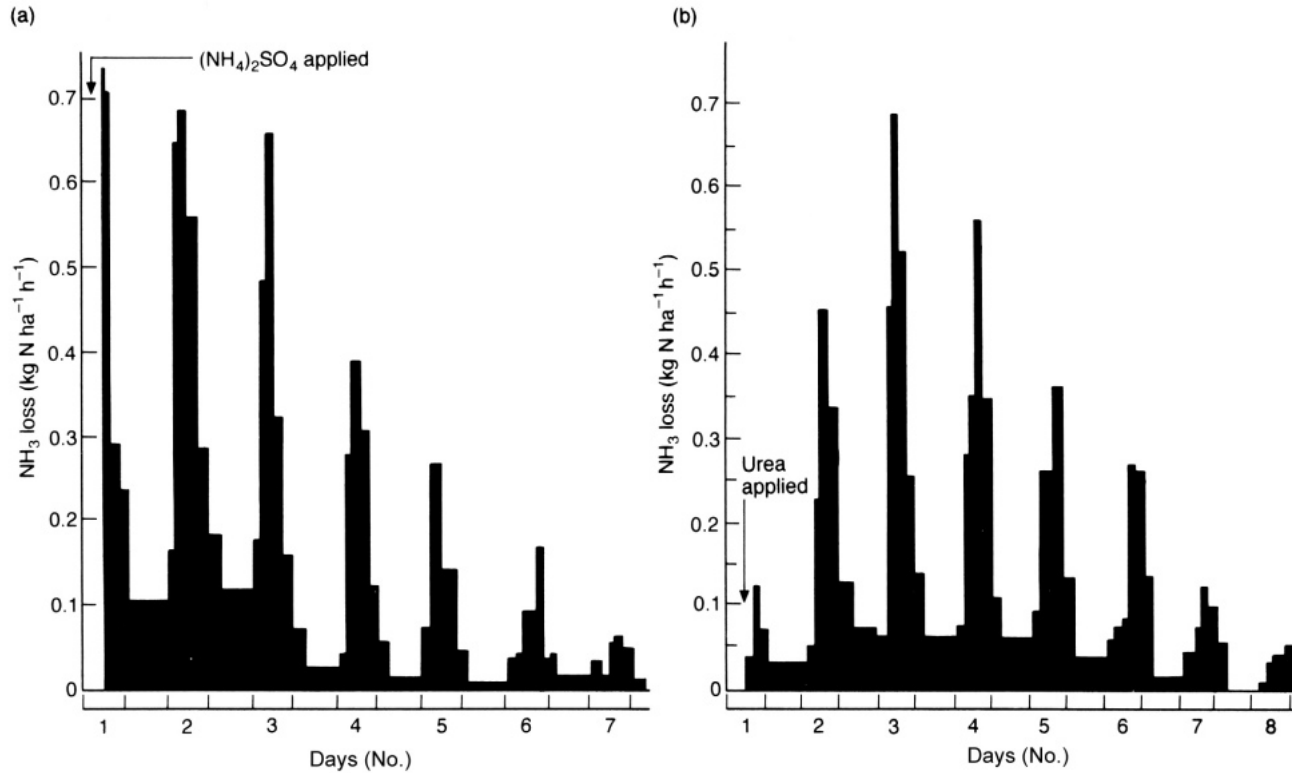 (a)
(NH₄)₂SO₄ applied
NH₃ loss (kg N ha⁻¹ h⁻¹)
0.7
0.6
0.5
0.4
0.3
0.2
0.1
0
1 2 3 4 5 6 7
Days (No.)
(b)
Urea
applied
NH₃ loss (kg N ha⁻¹ h⁻¹)
0.7
0.6
0.5
0.4
0.3
0.2
0.1
0
1 2 3 4 5 6 7 8
Days (No.)